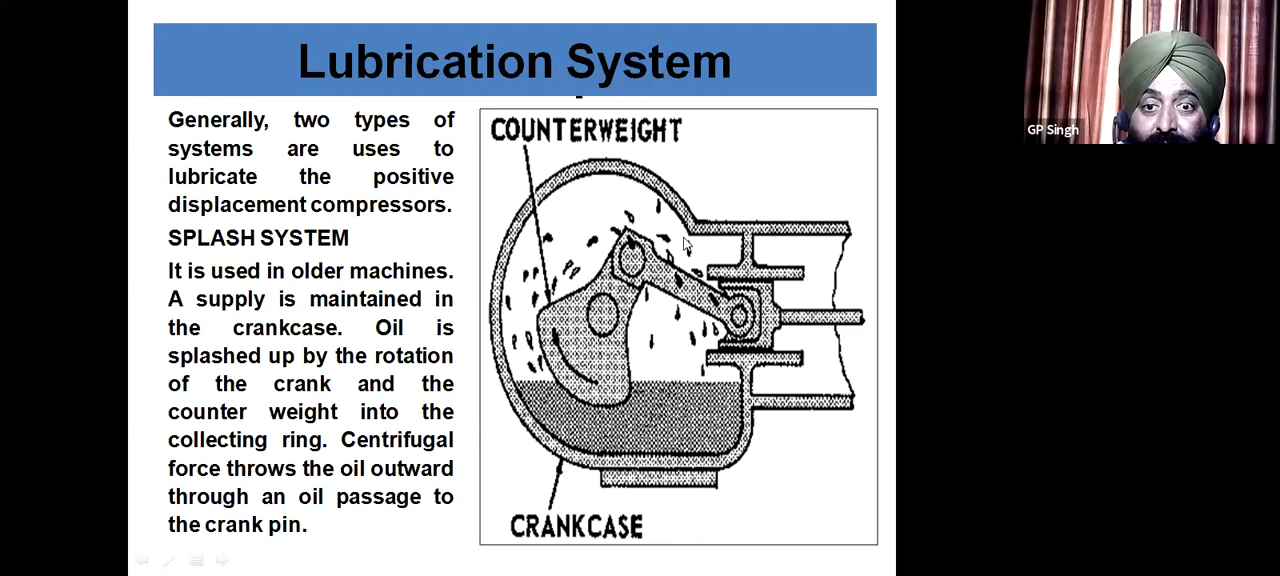 Lubrication System
Generally, two types of
systems are uses to
lubricate the positive
displacement compressors.
SPLASH SYSTEM
It is used in older machines.
A supply is maintained in
the crankcase. Oil is
splashed up by the rotation
of the crank and the
counter weight into the
collecting ring. Centrifugal
force throws the oil outward
through an oil passage to
the crank pin.
COUNTERWEIGHT
CRANKCASE
GP Singh